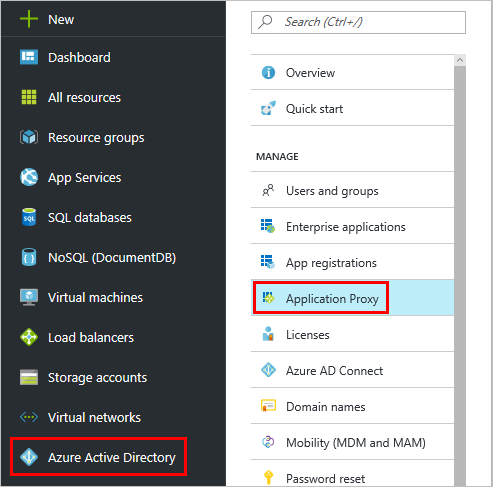 New
Dashboard
All resources
Resource groups
App Services
SQL databases
NoSQL (DocumentDB)
Virtual machines
Load balancers
Storage accounts
Virtual networks
Azure Active Directory
Search (Ctrl+/)
Overview
Quick start
MANAGE
Users and groups
Enterprise applications
App registrations
Application Proxy
Licenses
Azure AD Connect
Domain names
Mobility (MDM and MAM)
Password reset